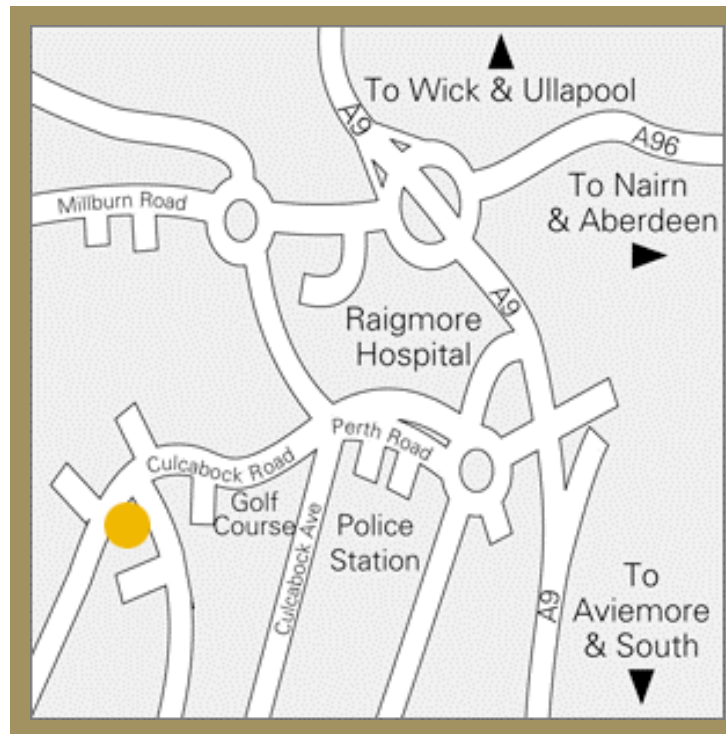 A9
To Wick & Ullapool
A96
To Nairn
& Aberdeen
Millburn Road
A9
Raigmore
Hospital
Perth Road
Culcabock Road
Golf
Course
Culcabock Ave
Police
Station
A9
To
Aviemore
& South